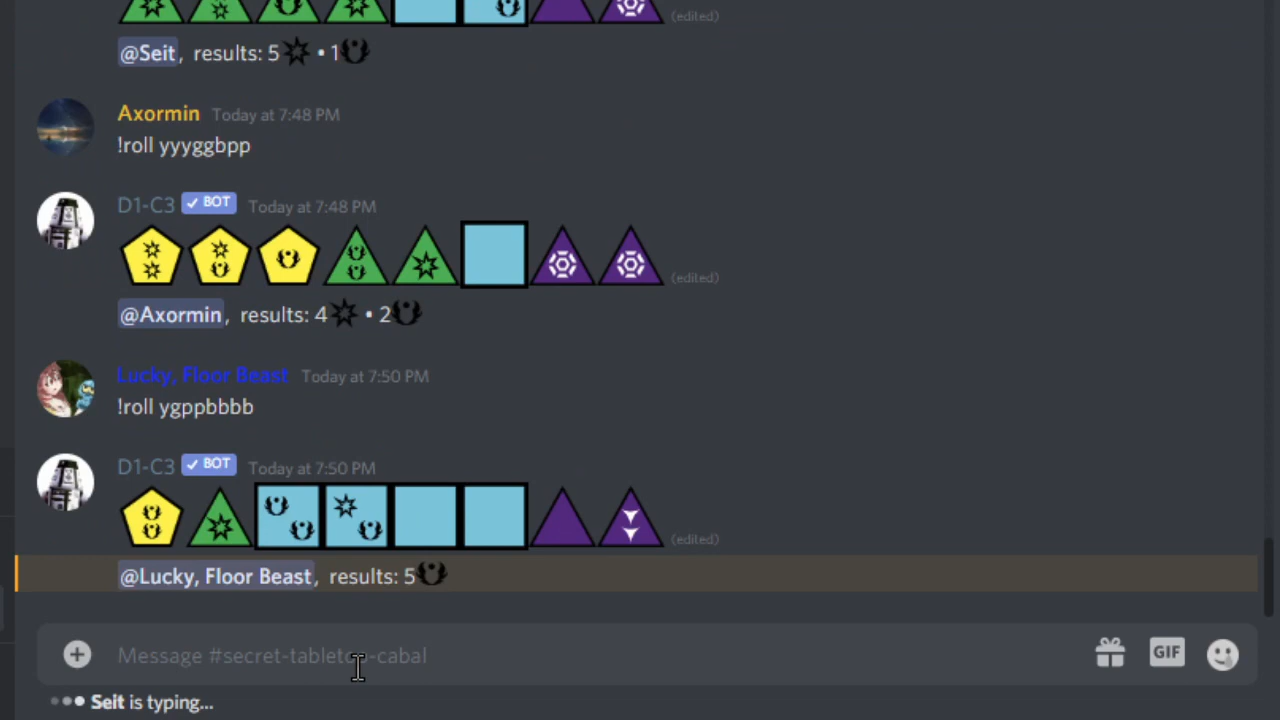 (edited)
@Seit, results: 5 • 1
Axormin Today at 7:48 PM
!roll yyyggbpp
D1-C3 ✓ BOT Today at 7:48 PM
(edited)
@Axormin, results: 4 • 2
Lucky, Floor Beast Today at 7:50 PM
!roll ygppbbbb
D1-C3 ✓ BOT Today at 7:50 PM
(edited)
@Lucky, Floor Beast, results: 5
Message #secret-tabletop-cabal
GIF
Seit is typing...